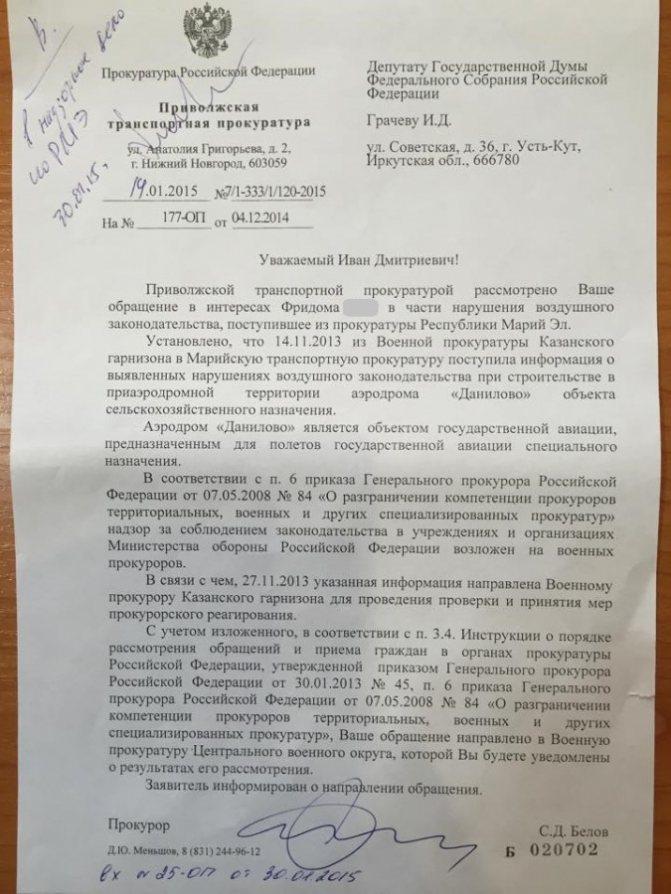 В надзорное дело
по РМЭ
30.01.15.
Прокуратура Российской Федерации
Приволжская
транспортная прокуратура
ул. Анатолия Григорьева, д. 2,
г. Нижний Новгород, 603059
19.01.2015 №7/1-333/1/120-2015
На № 177-ОП от 04.12.2014
Депутату Государственной Думы
Федерального Собрания Российской
Федерации
Грачеву И.Д.
ул. Советская, д. 36, г. Усть-Кут,
Иркутская обл., 666780
Уважаемый Иван Дмитриевич!
Приволжской транспортной прокуратурой рассмотрено Ваше
обращение в интересах Фридома в части нарушения воздушного
законодательства, поступившее из прокуратуры Республики Марий Эл.
Установлено, что 14.11.2013 из Военной прокуратуры Казанского
гарнизона в Марийскую транспортную прокуратуру поступила информация о
выявленных нарушениях воздушного законодательства при строительстве в
приаэродромной территории аэродрома «Данилово» объекта
сельскохозяйственного назначения.
Аэродром «Данилово» является объектом государственной авиации,
предназначенным для полетов государственной авиации специального
назначения.
В соответствии с п. 6 приказа Генерального прокурора Российской
Федерации от 07.05.2008 № 84 «О разграничении компетенции прокуроров
территориальных, военных и других специализированных прокуратур»
надзор за соблюдением законодательства в учреждениях и организациях
Министерства обороны Российской Федерации возложен на военных
прокуроров.
В связи с чем, 27.11.2013 указанная информация направлена Военному
прокурору Казанского гарнизона для проведения проверки и принятия мер
прокурорского реагирования.
С учетом изложенного, в соответствии с п. 3.4. Инструкции о порядке
рассмотрения обращений и приема граждан в органах прокуратуры
Российской Федерации, утвержденной приказом Генерального прокурора
Российской Федерации от 30.01.2013 № 45, п. 6 приказа Генерального
прокурора Российской Федерации от 07.05.2008 № 84 «О разграничении
компетенции прокуроров территориальных, военных и других
специализированных прокуратур», Ваше обращение направлено в Военную
прокуратуру Центрального военного округа, которой Вы будете уведомлены
о результатах его рассмотрения.
Заявитель информирован о направлении обращения.
Прокурор С.Д. Белов
Д.Ю. Меньшов, 8 (831) 244-96-12
Б 020702
вх № 25-ОП от 30.01.2015